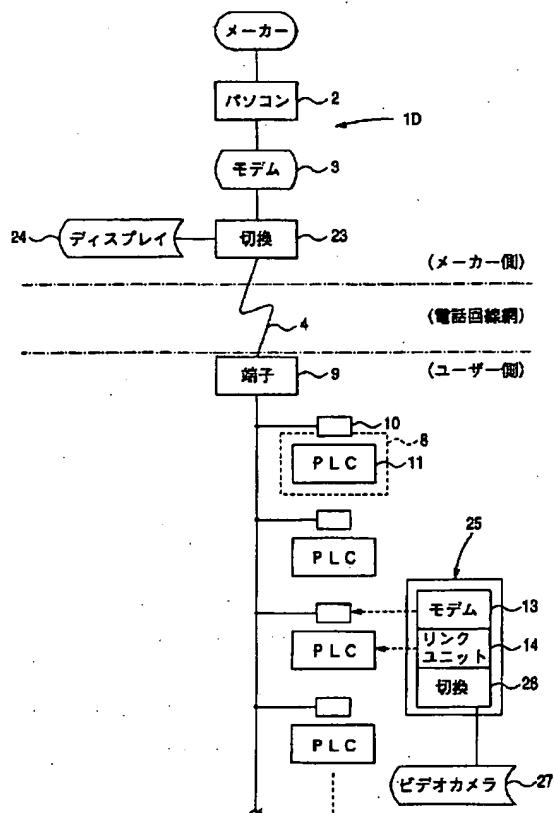 メーカー
パソコン
2
1D
モデム
3
24
ディスプレイ
切換
23
(メーカー側)
4
(電話回線網)
端子
9
(ユーザー側)
10
8
PLC
11
PLC
25
モデム
13
PLC
リンク
ユニット
14
切換
26
PLC
ビデオカメラ
27